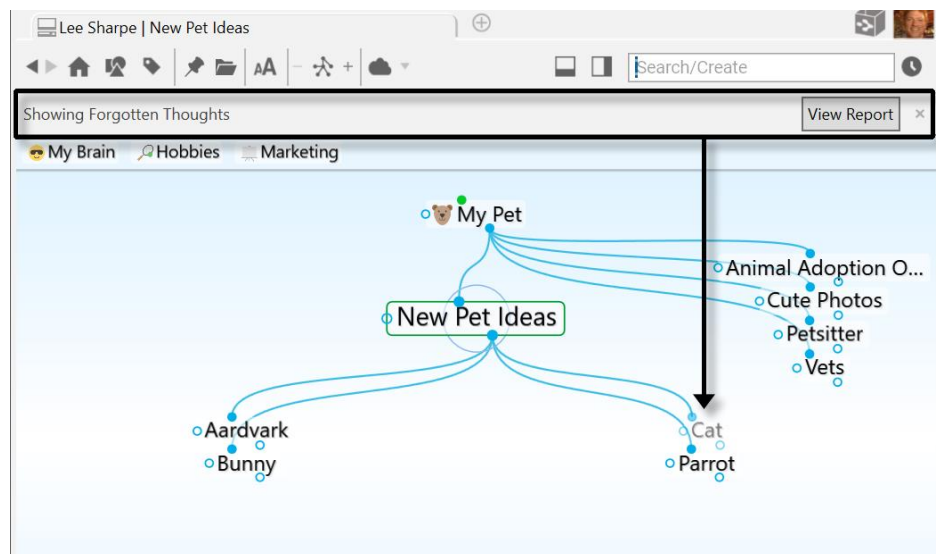 Lee Sharpe | New Pet Ideas
AA
Search/Create
Showing Forgotten Thoughts
View Report
My Brain Hobbies Marketing
My Pet
Animal Adoption O...
Cute Photos
New Pet Ideas
Petsitter
Vets
Aardvark
Cat
Bunny
Parrot